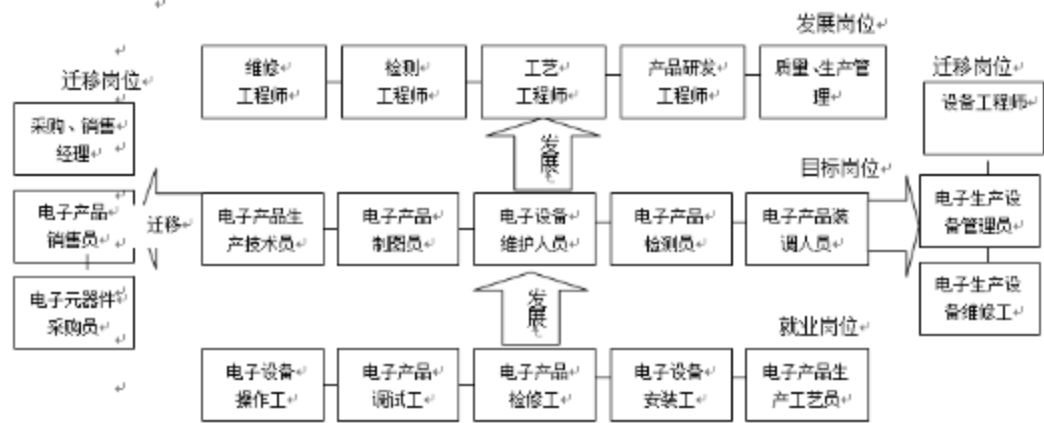 发展岗位
维修
工程师
检测
工程师
工艺
工程师
产品研发
工程师
质量、生产管
理
迁移岗位
采购、销售
经理
电子产品
销售员
电子元器件
采购员
迁移
发展
目标岗位
电子产品生
产技术员
电子产品
制图员
电子设备
维护人员
电子产品
检测员
电子产品装
调人员
迁移岗位
设备工程师
电子生产设
备管理员
电子生产设
备维修工
发展
就业岗位
电子设备
操作工
电子产品
调试工
电子产品
检修工
电子设备
安装工
电子产品生
产工艺员